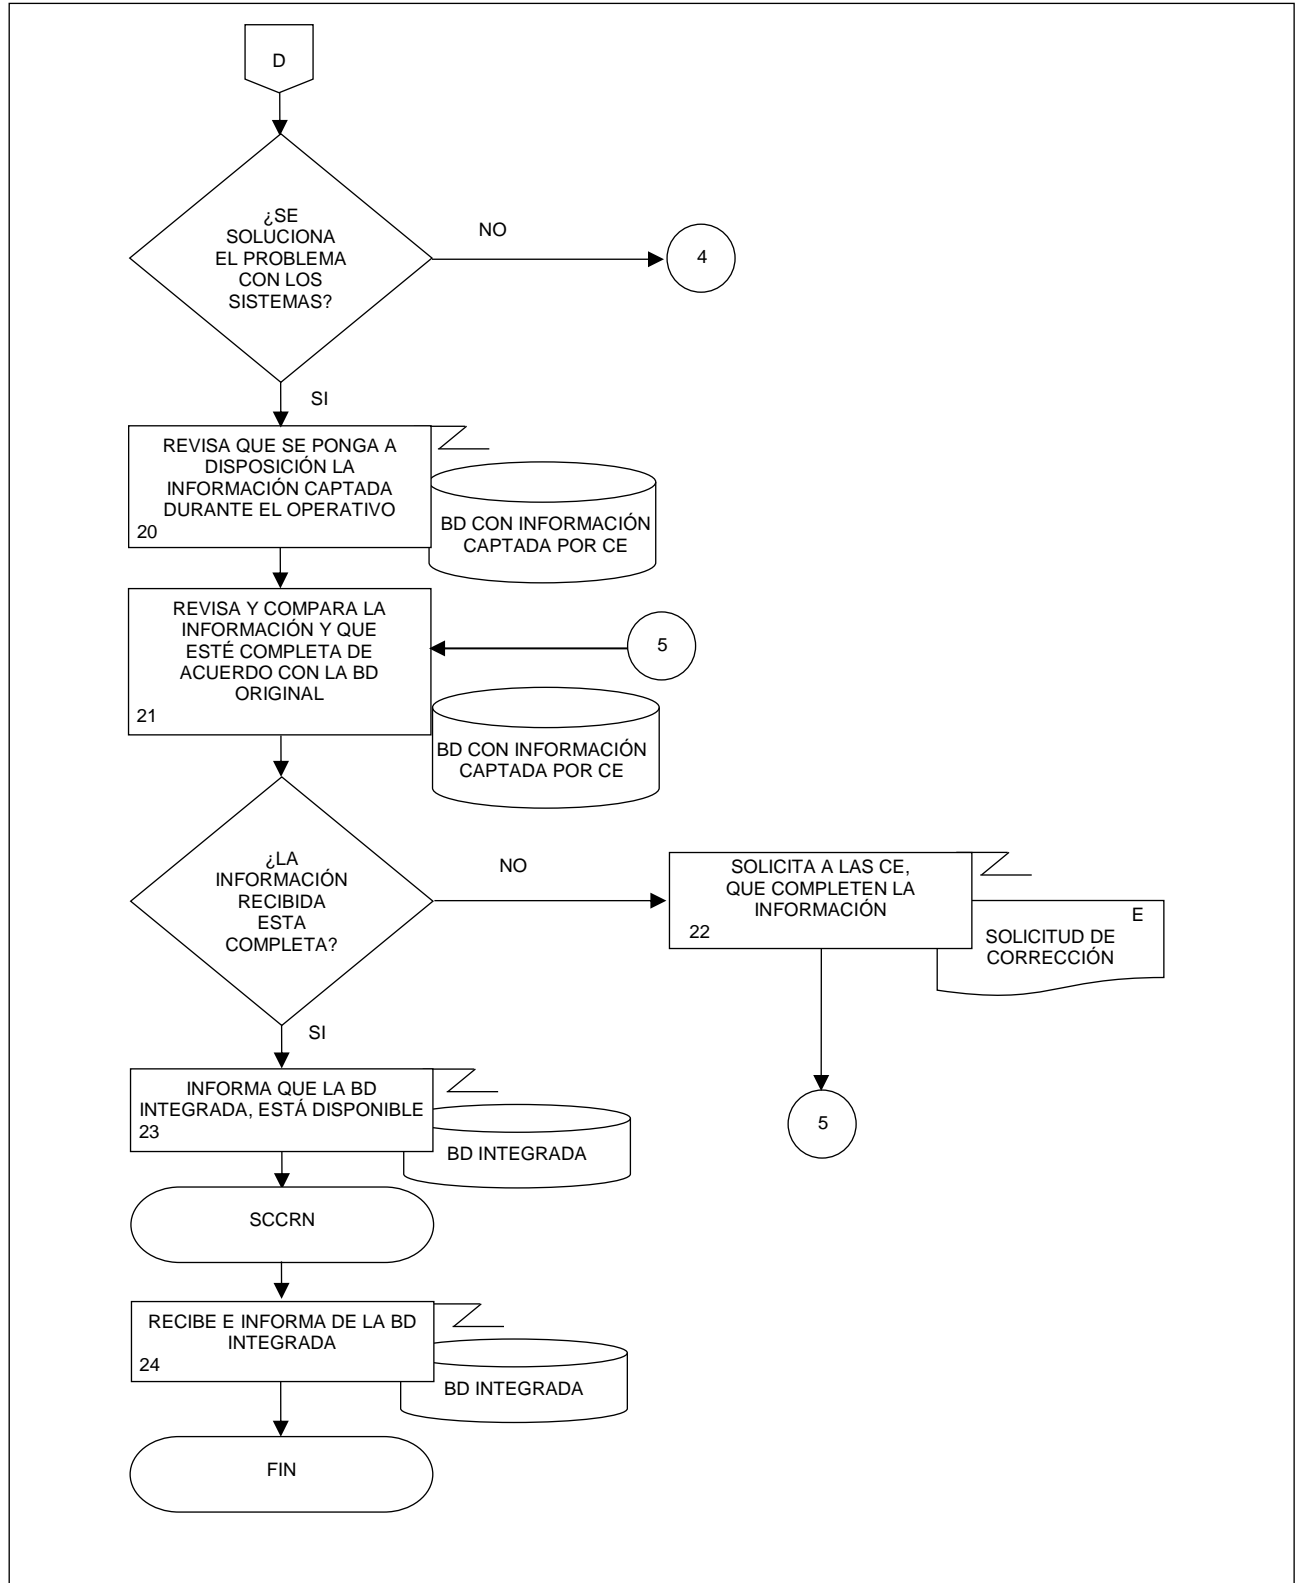 D
¿SE
SOLUCIONA
EL PROBLEMA
CON LOS
SISTEMAS?
NO
4
SI
REVISA QUE SE PONGA A
DISPOSICIÓN LA
INFORMACIÓN CAPTADA
DURANTE EL OPERATIVO
20
BD CON INFORMACIÓN
CAPTADA POR CE
REVISA Y COMPARA LA
INFORMACIÓN Y QUE
ESTÉ COMPLETA DE
ACUERDO CON LA BD
ORIGINAL
21
5
BD CON INFORMACIÓN
CAPTADA POR CE
¿LA
INFORMACIÓN
RECIBIDA
ESTA
COMPLETA?
NO
SOLICITA A LAS CE,
QUE COMPLETEN LA
INFORMACIÓN
22
E
SOLICITUD DE
CORRECCIÓN
5
SI
INFORMA QUE LA BD
INTEGRADA, ESTÁ DISPONIBLE
23
BD INTEGRADA
SCCRN
RECIBE E INFORMA DE LA BD
INTEGRADA
24
BD INTEGRADA
FIN